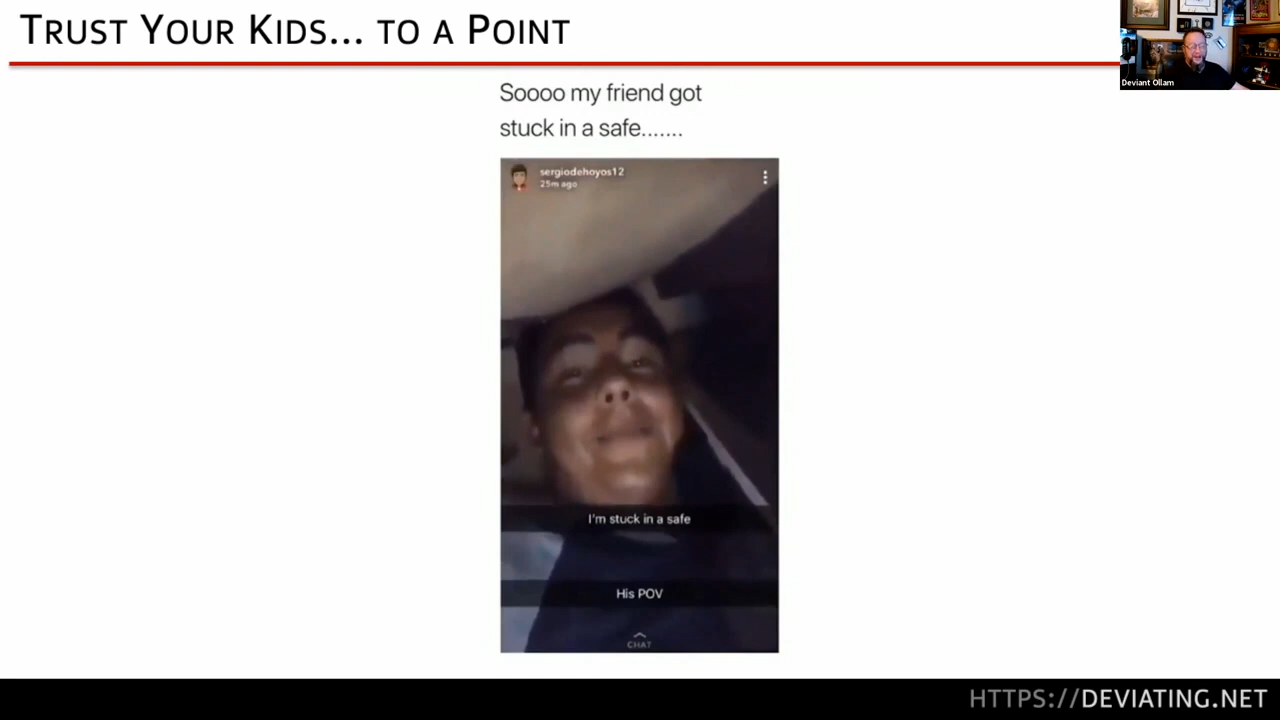 TRUST YOUR KIDS... TO A POINT
Deviant Ollam
Soooo my friend got
stuck in a safe.......
sergiodehoyos12
25m ago
I'm stuck in a safe
His POV
CHAT
HTTPS://DEVIATING.NET